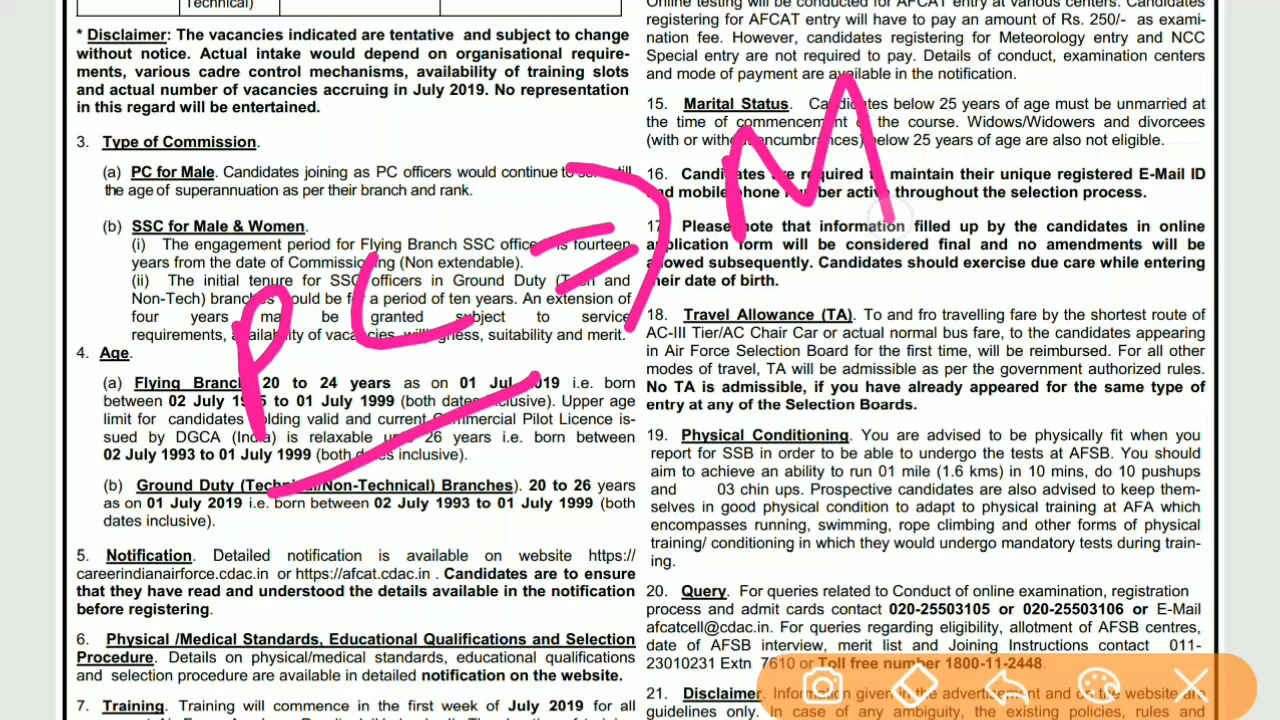 Technical)
* Disclaimer: The vacancies indicated are tentative and subject to change
without notice. Actual intake would depend on organisational require-
ments, various cadre control mechanisms, availability of training slots
and actual number of vacancies accruing in July 2019. No representation
in this regard will be entertained.
3. Type of Commission.
(a) PC for Male. Candidates joining as PC officers would continue to till
the age of superannuation as per their branch and rank.
(b) SSC for Male & Women.
(i) The engagement period for Flying Branch SSC officers is fourteen
years from the date of Commissioning (Non extendable).
(ii) The initial tenure for SSC officers in Ground Duty (Tech and
Non-Tech) branches would be for a period of ten years. An extension of
four years may be granted subject to service
requirements, availability of vacancies, willingness, suitability and merit.
4. Age.
(a) Flying Branch 20 to 24 years as on 01 Jul 2019 i.e. born
between 02 July 1995 to 01 July 1999 (both dates inclusive). Upper age
limit for candidates holding valid and current Commercial Pilot Licence is-
sued by DGCA (India) is relaxable upto 26 years i.e. born between
02 July 1993 to 01 July 1999 (both dates inclusive).
(b) Ground Duty (Technical/Non-Technical) Branches). 20 to 26 years
as on 01 July 2019 i.e. born between 02 July 1993 to 01 July 1999 (both
dates inclusive).
5. Notification. Detailed notification is available on website https://
careerindianairforce.cdac.in or https://afcat.cdac.in . Candidates are to ensure
that they have read and understood the details available in the notification
before registering.
6. Physical /Medical Standards, Educational Qualifications and Selection
Procedure. Details on physical/medical standards, educational qualifications
and selection procedure are available in detailed notification on the website.
7. Training. Training will commence in the first week of July 2019 for all
Online testing will be conducted for AFCAT entry at various centers. Candidates
registering for AFCAT entry will have to pay an amount of Rs. 250/- as exami-
nation fee. However, candidates registering for Meteorology entry and NCC
Special entry are not required to pay. Details of conduct, examination centers
and mode of payment are available in the notification.
15. Marital Status. Candidates below 25 years of age must be unmarried at
the time of commencement of the course. Widows/Widowers and divorcees
(with or without encumbrances) below 25 years of age are also not eligible.
16. Candidates are required to maintain their unique registered E-Mail ID
and mobile phone number active throughout the selection process.
17. Please note that information filled up by the candidates in online
application form will be considered final and no amendments will be
allowed subsequently. Candidates should exercise due care while entering
their date of birth.
18. Travel Allowance (TA). To and fro travelling fare by the shortest route of
AC-III Tier/AC Chair Car or actual normal bus fare, to the candidates appearing
in Air Force Selection Board for the first time, will be reimbursed. For all other
modes of travel, TA will be admissible as per the government authorized rules.
No TA is admissible, if you have already appeared for the same type of
entry at any of the Selection Boards.
19. Physical Conditioning. You are advised to be physically fit when you
report for SSB in order to be able to undergo the tests at AFSB. You should
aim to achieve an ability to run 01 mile (1.6 kms) in 10 mins, do 10 pushups
and 03 chin ups. Prospective candidates are also advised to keep them-
selves in good physical condition to adapt to physical training at AFA which
encompasses running, swimming, rope climbing and other forms of physical
training/ conditioning in which they would undergo mandatory tests during train-
ing.
20. Query. For queries related to Conduct of online examination, registration
process and admit cards contact 020-25503105 or 020-25503106 or E-Mail
afcatcell@cdac.in. For queries regarding eligibility, allotment of AFSB centres,
date of AFSB interview, merit list and Joining Instructions contact 011-
23010231 Extn 7610 or Toll free number 1800-11-2448.
21. Disclaimer. Information given in the advertisement and on the website are
guidelines only. In case of any ambiguity, the existing policies, rules and
PC => M